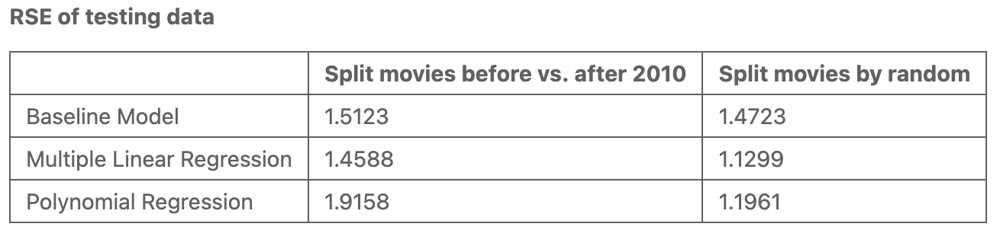 RSE of testing data
Split movies before vs. after 2010 Split movies by random
Baseline Model 1.5123 1.4723
Multiple Linear Regression 1.4588 1.1299
Polynomial Regression 1.9158 1.1961